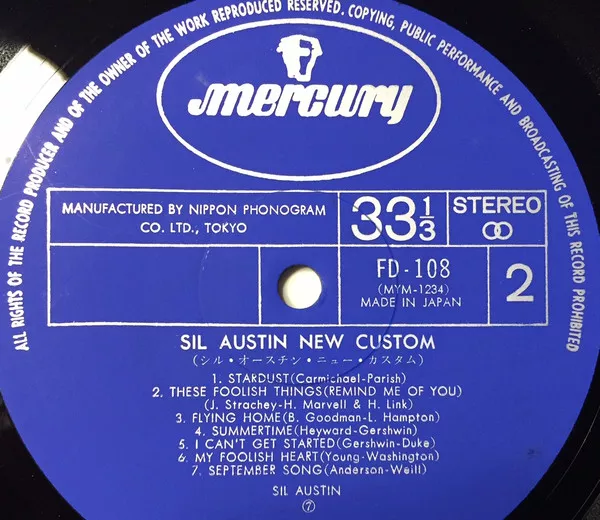 ALL RIGHTS OF THE RECORD PRODUCER AND OF THE OWNER OF THE WORK REPRODUCED RESERVED. COPYING, PUBLIC PERFORMANCE AND BROADCASTING OF THIS RECORD PROHIBITED
mercury
MANUFACTURED BY NIPPON PHONOGRAM
CO. LTD., TOKYO
33 1/3
STEREO
FD-108
(MYM-1234)
MADE IN JAPAN
2
SIL AUSTIN NEW CUSTOM
(シル・オースチン・ニュー・カスタム)
1. STARDUST(Carmichael-Parish)
2. THESE FOOLISH THINGS(REMIND ME OF YOU)
(J. Strachey-H. Marvell & H. Link)
3. FLYING HOME(B. Goodman-L. Hampton)
4. SUMMERTIME(Heyward-Gershwin)
5. I CAN'T GET STARTED(Gershwin-Duke)
6. MY FOOLISH HEART(Young-Washington)
7. SEPTEMBER SONG(Anderson-Weill)
SIL AUSTIN
⑦